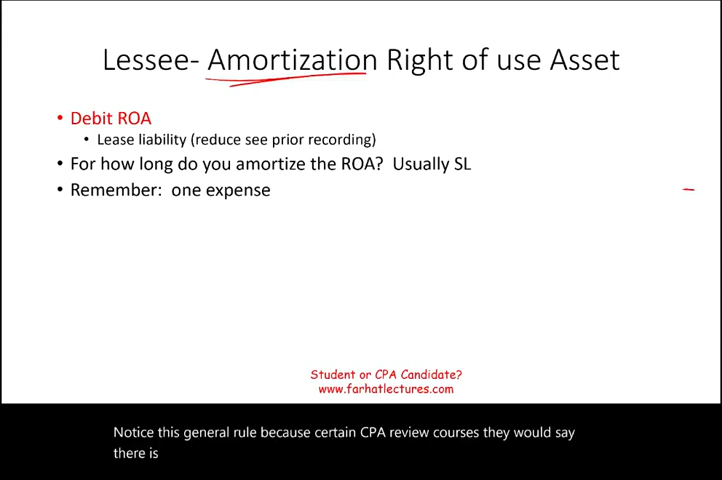 Lessee- Amortization Right of use Asset
• Debit ROA
• Lease liability (reduce see prior recording)
• For how long do you amortize the ROA?  Usually SL
• Remember:  one expense
Student or CPA Candidate?
www.farhatlectures.com
Notice this general rule because certain CPA review courses they would say
there is